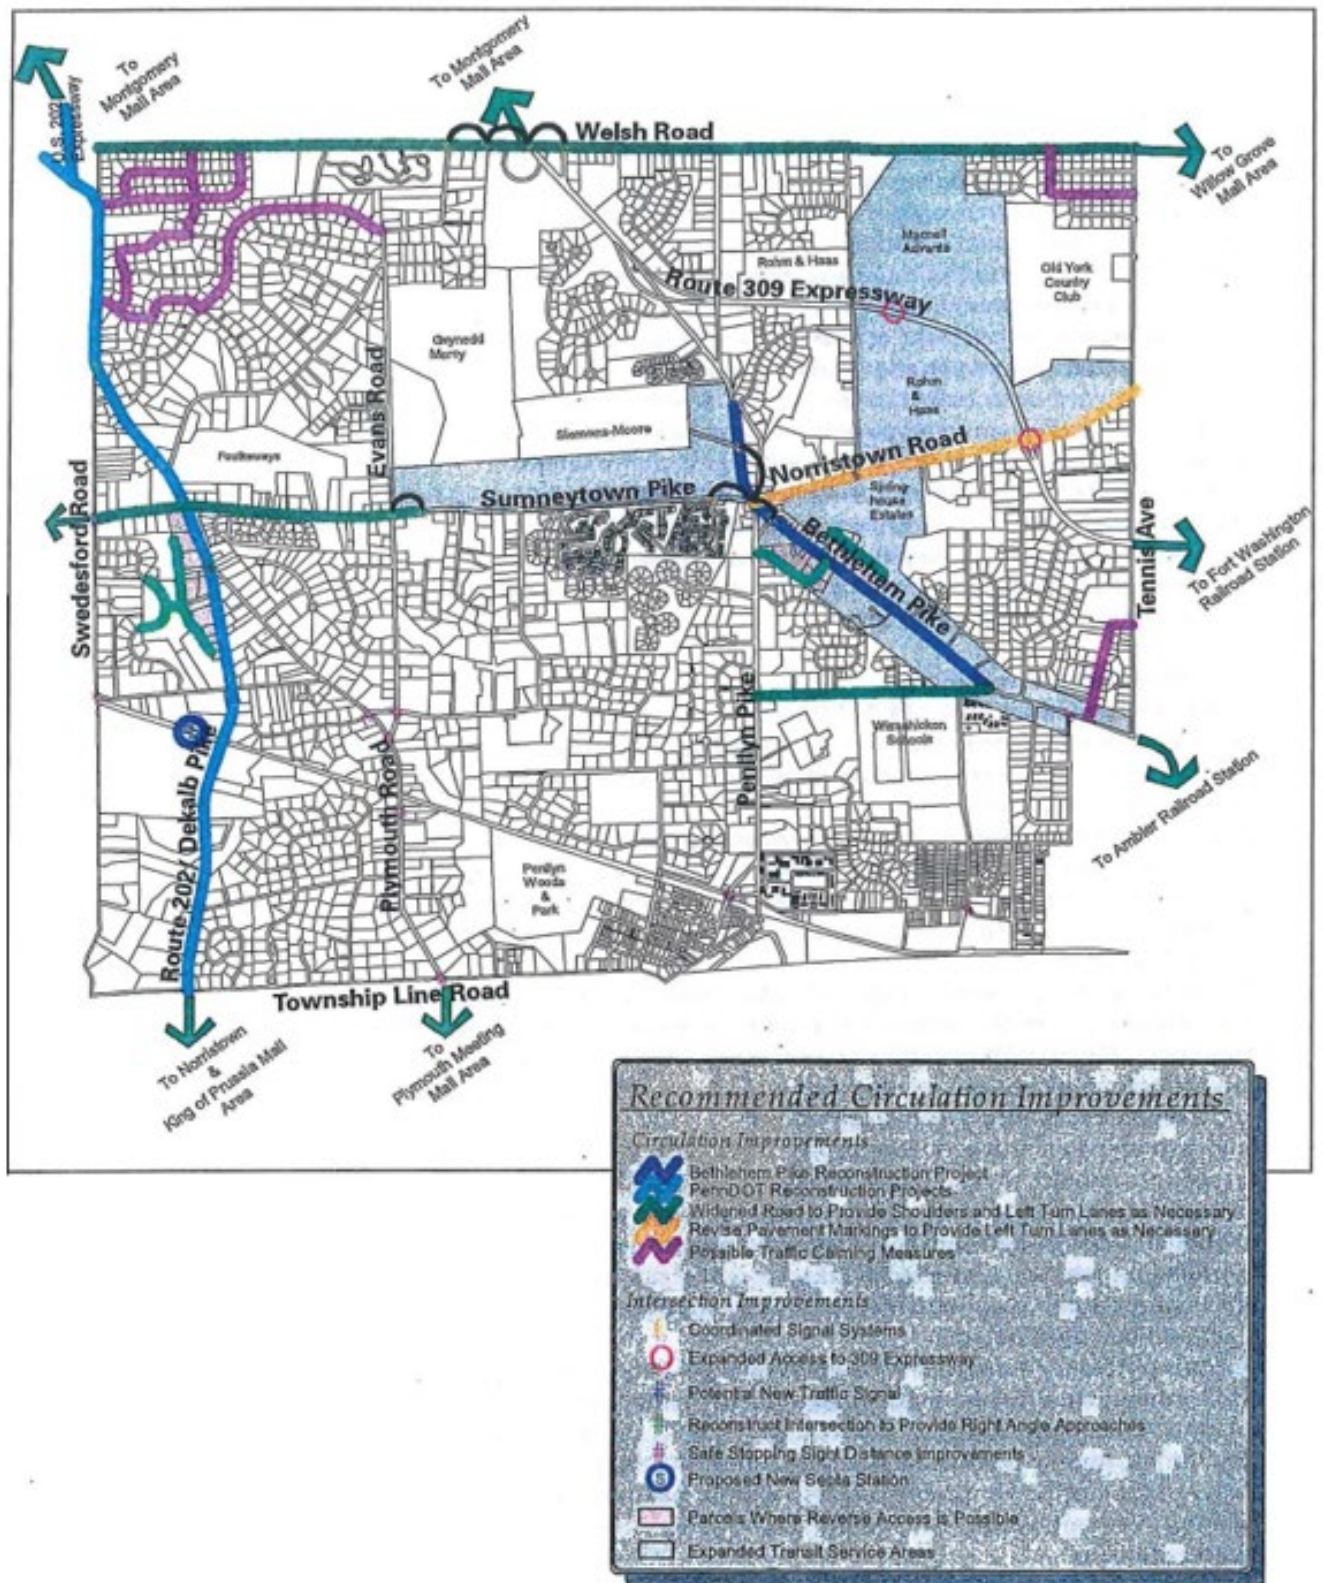 To
Montgomery
Mall Area
To Montgomery
Mall Area
U.S. 202
Expressway
Welsh Road
To
Willow Grove
Mall Area
Rohm & Haas
Advanta
Old York
Country
Club
Route 309 Expressway
Gwynedd
Mercy
Evans Road
Rohm
&
Haas
Siemens-Moore
Foulkeways
Norristown Road
Sumneytown Pike
Spring
house
Estates
Swedesford Road
Bethlehem Pike
Tennis Ave
To Fort Washington
Railroad Station
Penllyn Pike
Wissahickon
Schools
Route 202/ Dekalb Pike
Plymouth Road
To Ambler Railroad Station
Penllyn
Woods
&
Park
Township Line Road
To Norristown
&
King of Prussia Mall
Area
To
Plymouth Meeting
Mall Area
Recommended Circulation Improvements
Circulation Improvements
Bethlehem Pike Reconstruction Project
PennDOT Reconstruction Projects
Widened Road to Provide Shoulders and Left Turn Lanes as Necessary
Revise Pavement Markings to Provide Left Turn Lanes as Necessary
Possible Traffic Calming Measures
Intersection Improvements
Coordinated Signal Systems
Expanded Access to 309 Expressway
Potential New Traffic Signal
Reconstruct Intersection to Provide Right Angle Approaches
Safe Stopping Sight Distance Improvements
S Proposed New Septa Station
Parcels Where Reverse Access is Possible
Expanded Transit Service Areas